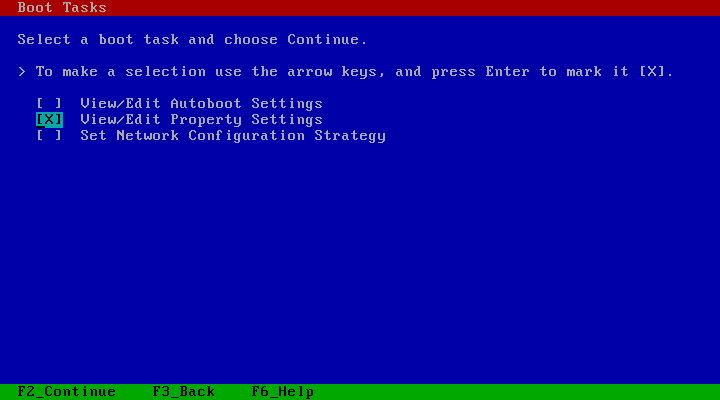 Boot Tasks
Select a boot task and choose Continue.
> To make a selection use the arrow keys, and press Enter to mark it [X].
[ ] View/Edit Autoboot Settings
[X] View/Edit Property Settings
[ ] Set Network Configuration Strategy
F2_Continue F3_Back F6_Help